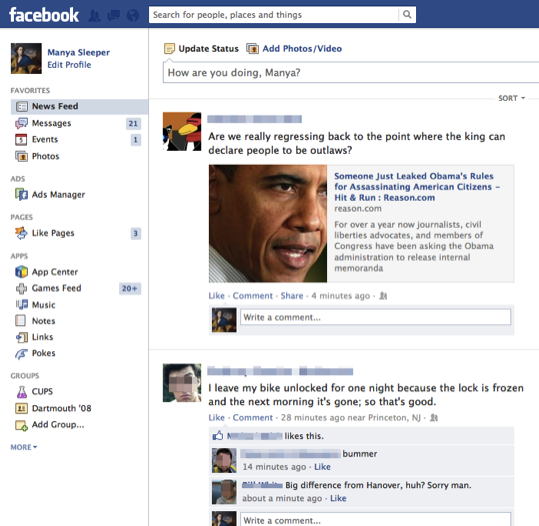 facebook
Search for people, places and things
Manya Sleeper
Edit Profile
FAVORITES
News Feed
Messages 21
Events 1
Photos
ADS
Ads Manager
PAGES
Like Pages 3
APPS
App Center
Games Feed 20+
Music
Notes
Links
Pokes
GROUPS
CUPS
Dartmouth '08
Add Group...
MORE
Update Status Add Photos/Video
How are you doing, Manya?
SORT
Are we really regressing back to the point where the king can
declare people to be outlaws?
Someone Just Leaked Obama's Rules
for Assassinating American Citizens -
Hit & Run : Reason.com
reason.com
For over a year now journalists, civil
liberties advocates, and members of
Congress have been asking the Obama
administration to release internal
memoranda
Like · Comment · Share · 4 minutes ago ·
Write a comment...
I leave my bike unlocked for one night because the lock is frozen
and the next morning it's gone; so that's good.
Like · Comment · 28 minutes ago near Princeton, NJ ·
likes this.
bummer
14 minutes ago · Like
Big difference from Hanover, huh? Sorry man.
about a minute ago · Like
Write a comment...